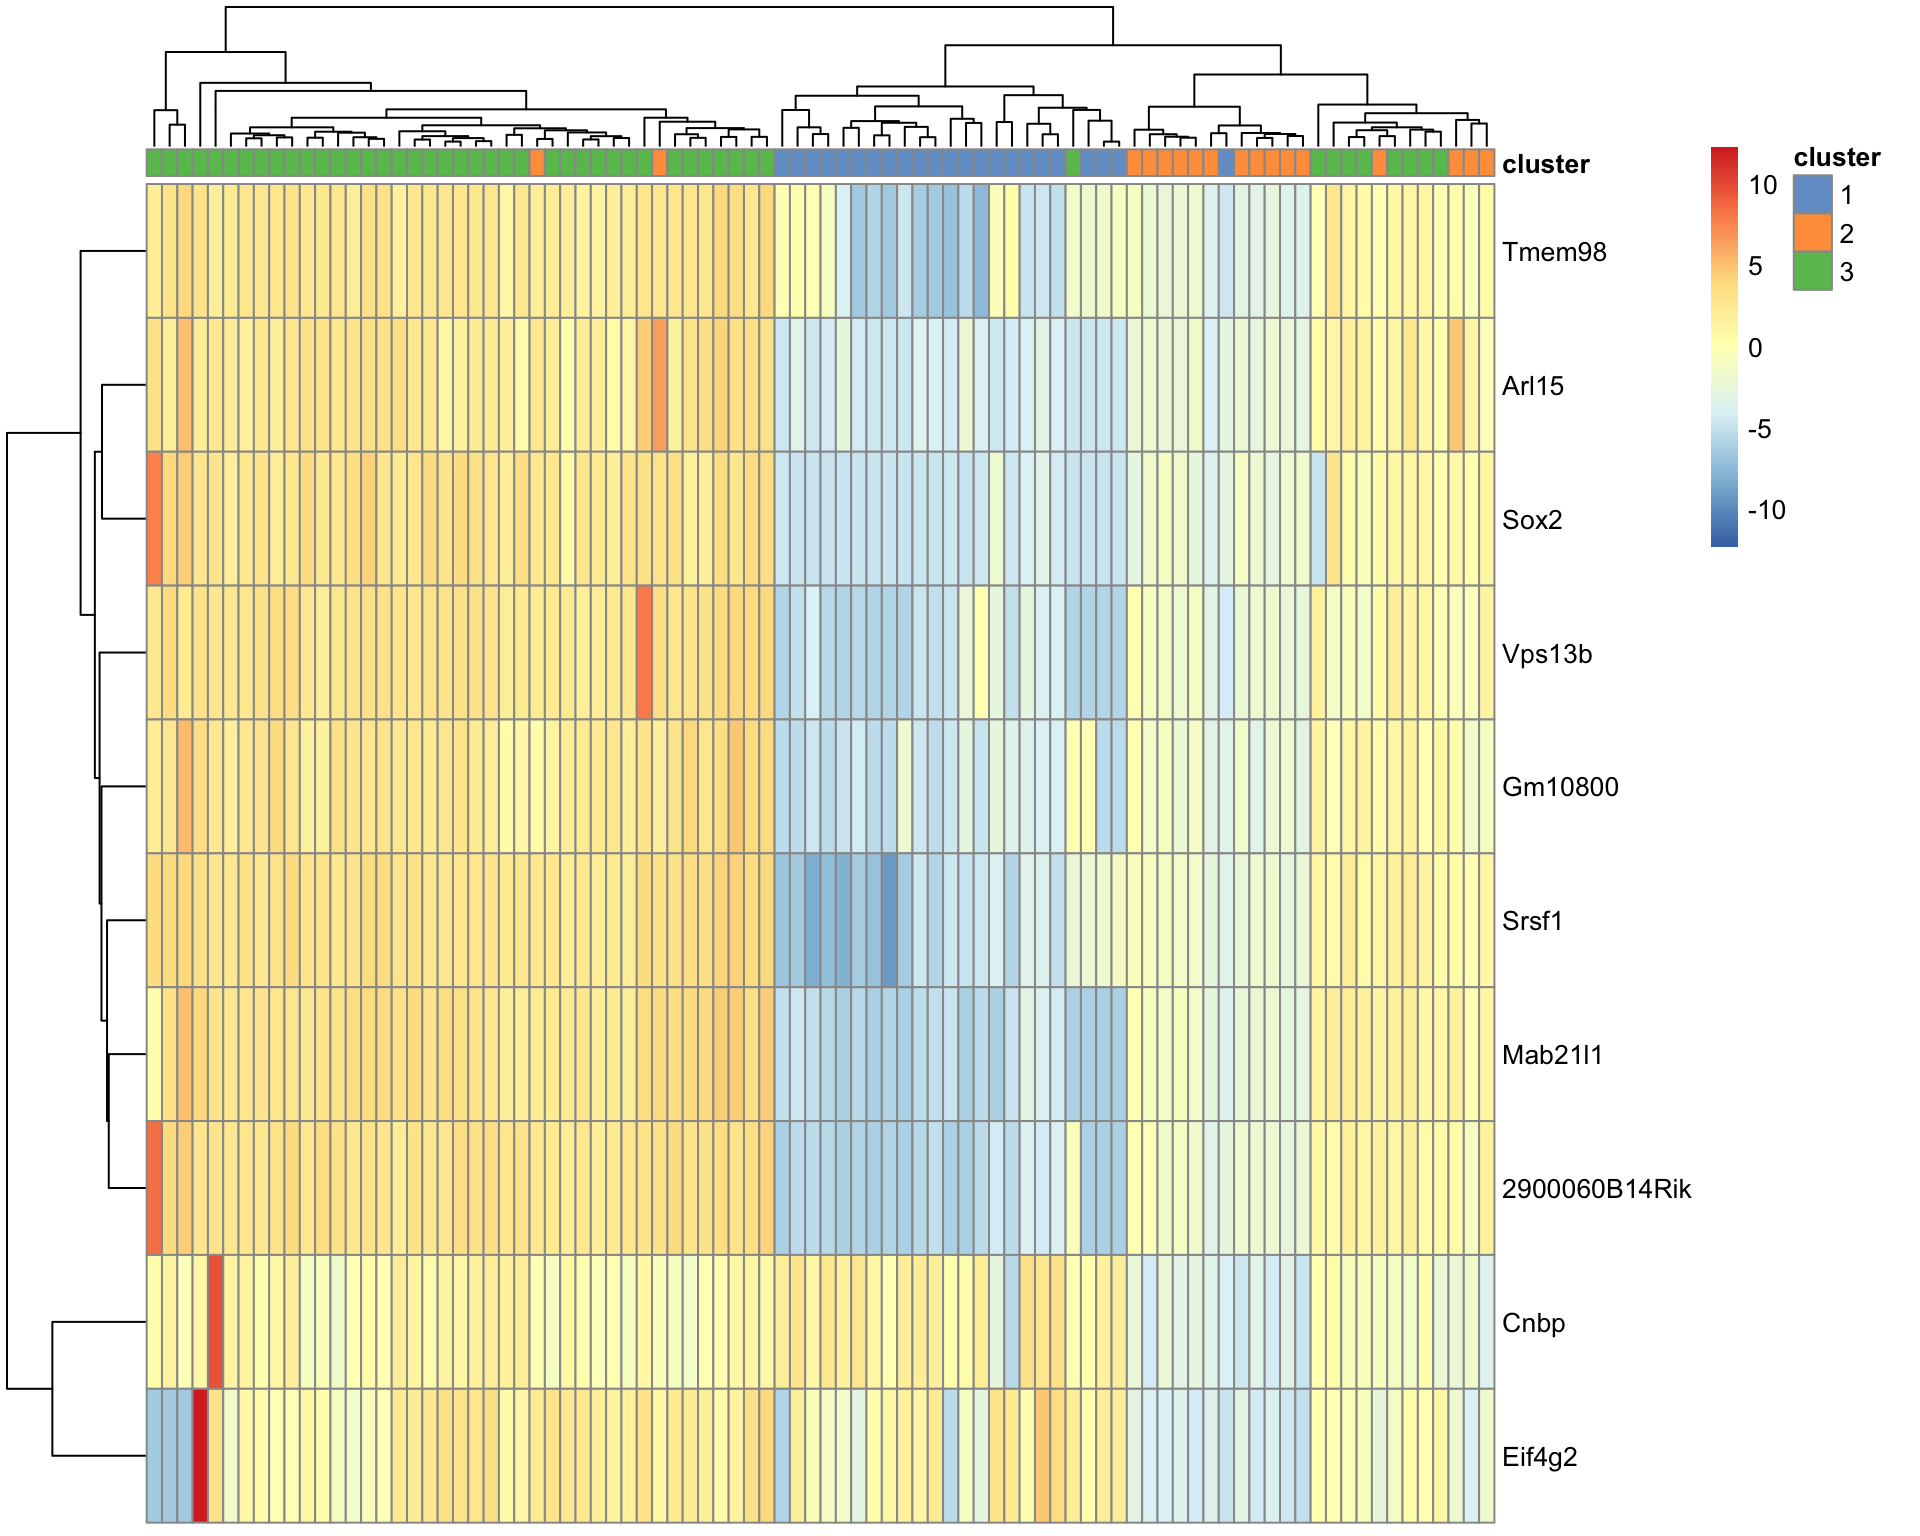 cluster
Tmem98
Arl15
Sox2
Vps13b
Gm10800
Srsf1
Mab21l1
2900060B14Rik
Cnbp
Eif4g2
10
5
0
-5
-10
cluster
1
2
3